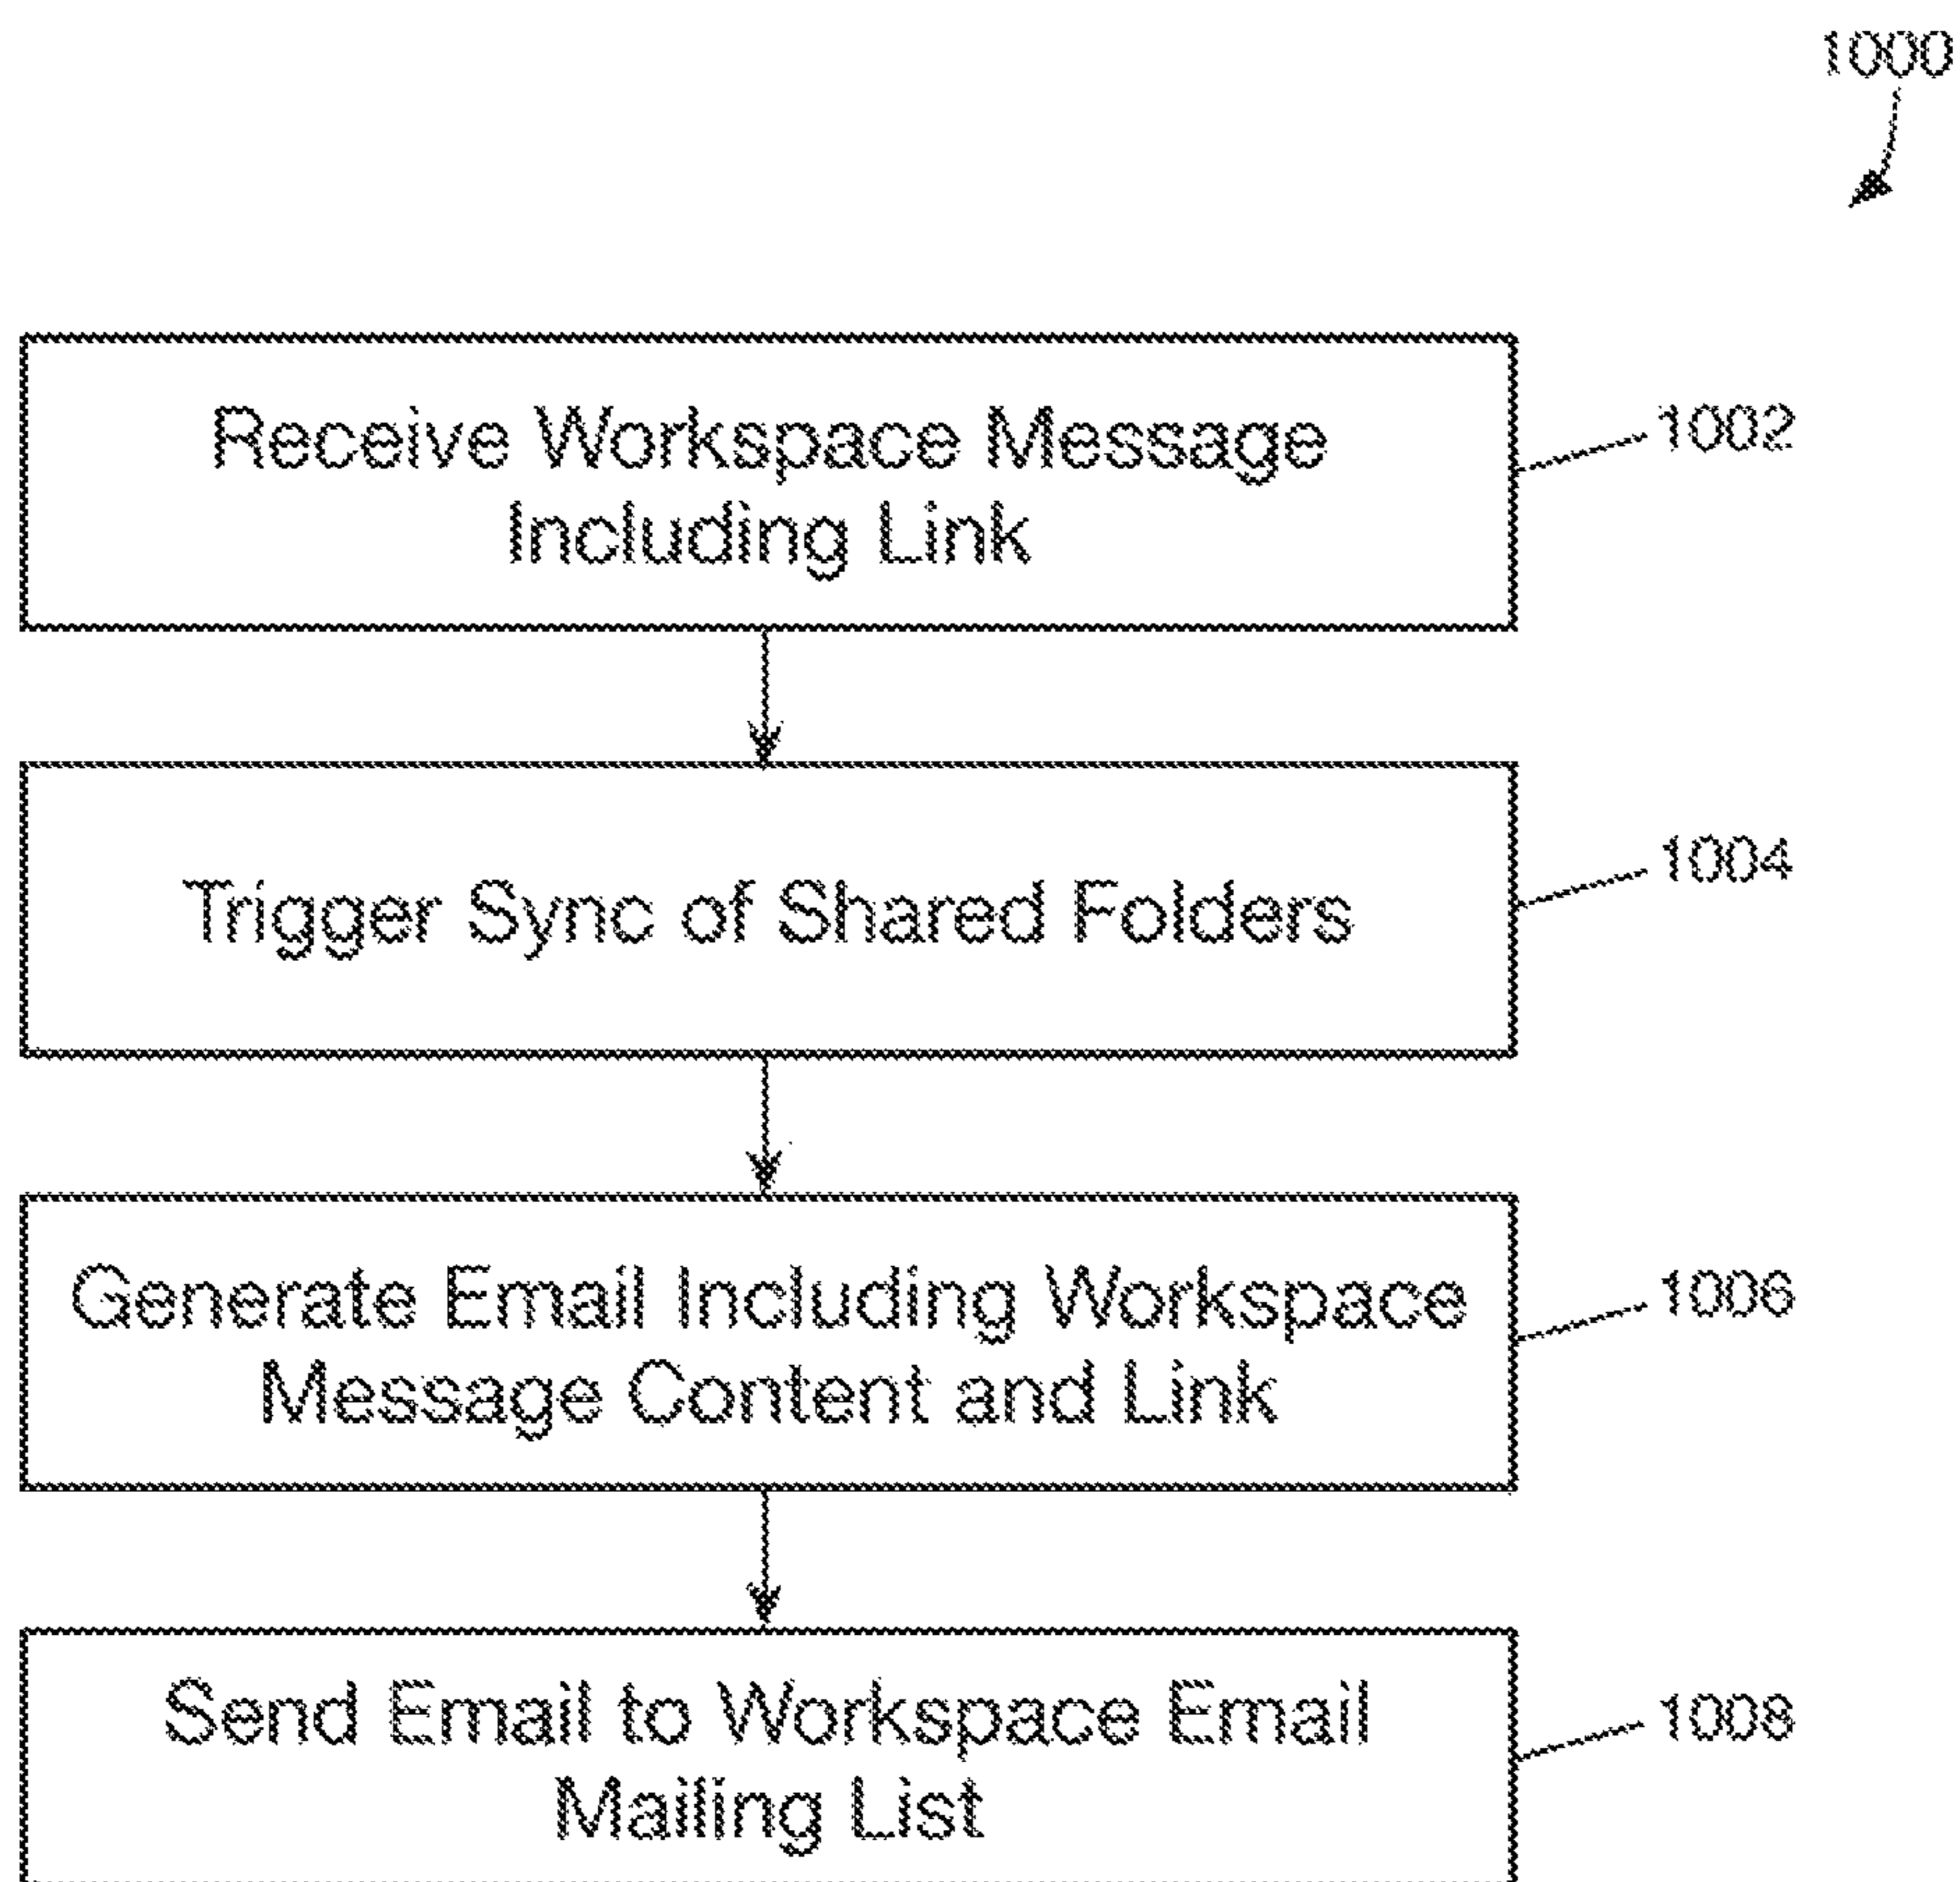 1000
Receive Workspace Message
Including Link
1002
Trigger Sync of Shared Folders
1004
Generate Email Including Workspace
Message Content and Link
1006
Send Email to Workspace Email
Mailing List
1008